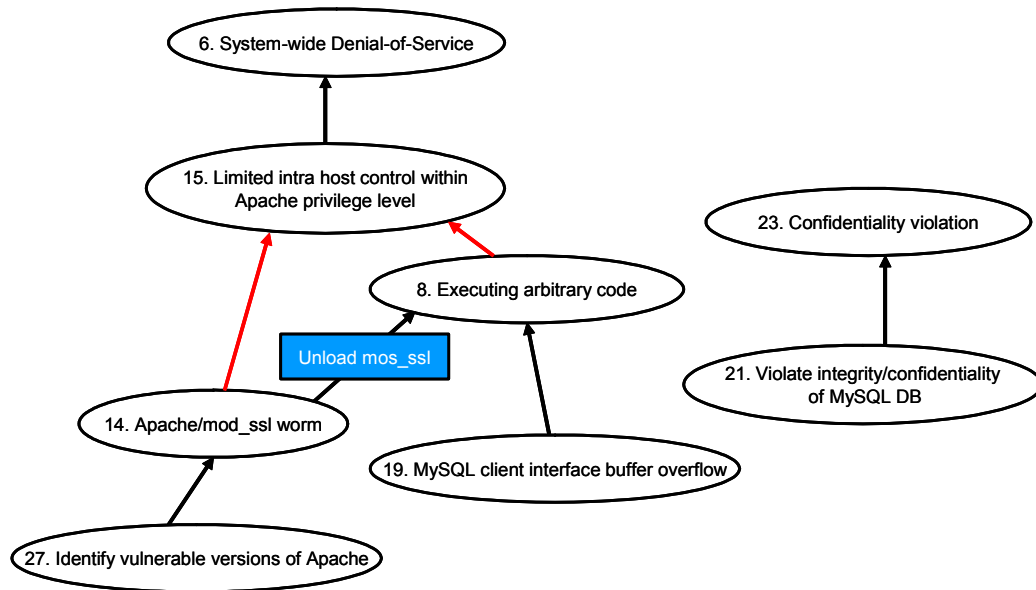 6. System-wide Denial-of-Service
15. Limited intra host control within
Apache privilege level
23. Confidentiality violation
8. Executing arbitrary code
Unload mos_ssl
21. Violate integrity/confidentiality
of MySQL DB
14. Apache/mod_ssl worm
19. MySQL client interface buffer overflow
27. Identify vulnerable versions of Apache